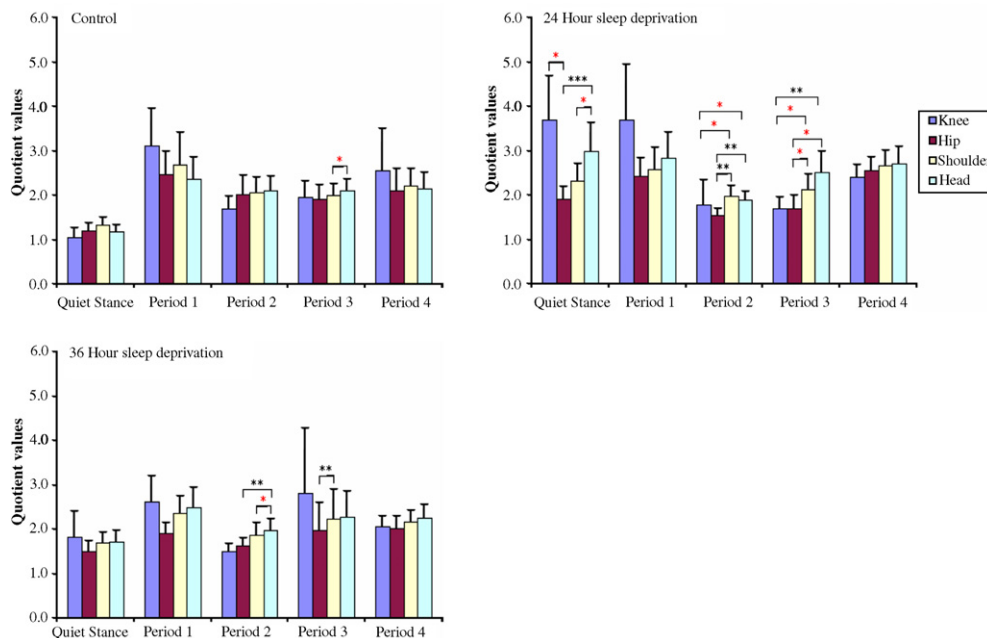 Control
6.0
5.0
4.0
3.0
2.0
1.0
0.0
Quotient values
Quiet Stance Period 1 Period 2 Period 3 Period 4
*
24 Hour sleep deprivation
6.0
5.0
4.0
3.0
2.0
1.0
0.0
Quotient values
Quiet Stance Period 1 Period 2 Period 3 Period 4
*
***
*
*
*
**
**
**
*
*
*
Knee
Hip
Shoulder
Head
36 Hour sleep deprivation
6.0
5.0
4.0
3.0
2.0
1.0
0.0
Quotient values
Quiet Stance Period 1 Period 2 Period 3 Period 4
**
*
**